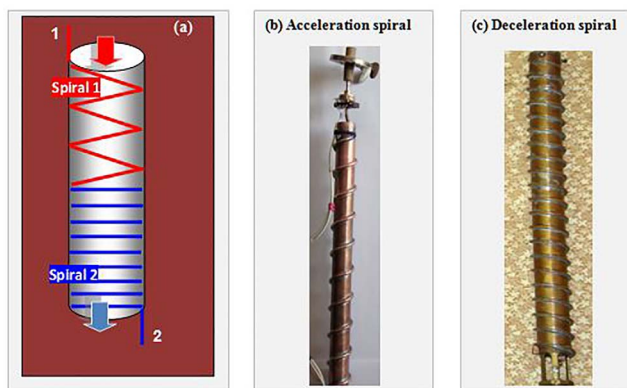 (a)
1
Spiral 1
Spiral 2
2
(b) Acceleration spiral
(c) Deceleration spiral